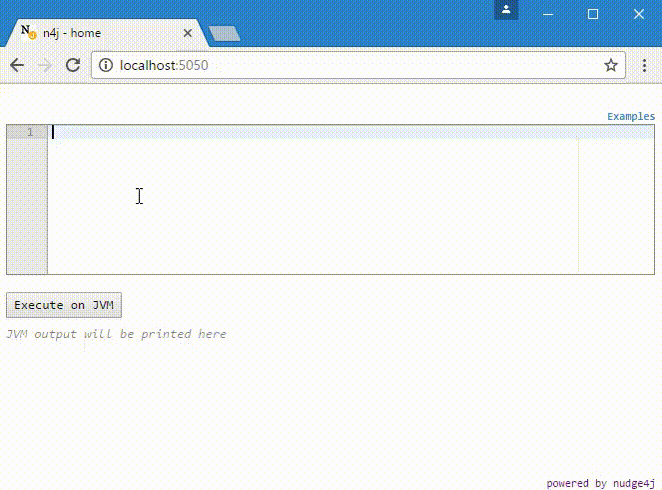 n4j - home
localhost:5050
Examples
1
Execute on JVM
JVM output will be printed here
powered by nudge4j